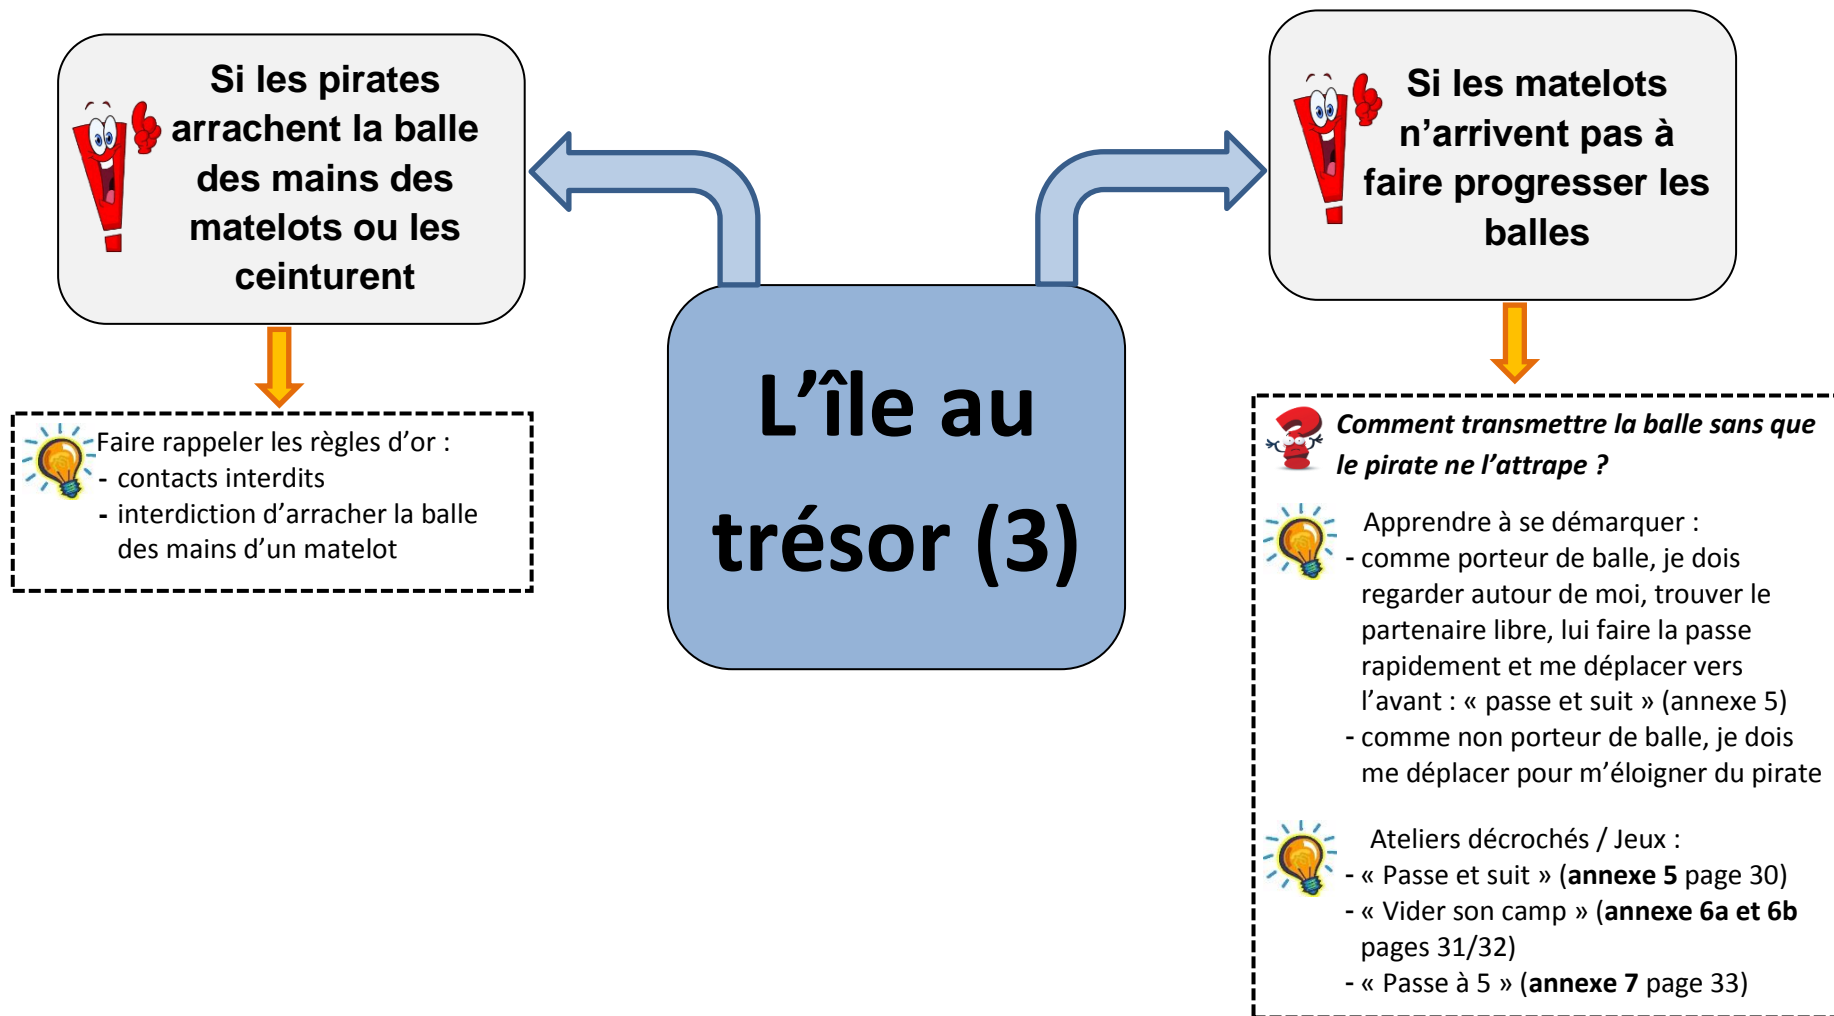 Si les pirates
arrachent la balle
des mains des
matelots ou les
ceinturent
Faire rappeler les règles d’or :
- contacts interdits
- interdiction d’arracher la balle
des mains d’un matelot
L’île au
trésor (3)
Si les matelots
n’arrivent pas à
faire progresser les
balles
Comment transmettre la balle sans que
le pirate ne l’attrape ?
Apprendre à se démarquer :
- comme porteur de balle, je dois
regarder autour de moi, trouver le
partenaire libre, lui faire la passe
rapidement et me déplacer vers
l’avant : « passe et suit » (annexe 5)
- comme non porteur de balle, je dois
me déplacer pour m’éloigner du pirate
Ateliers décrochés / Jeux :
- « Passe et suit » (annexe 5 page 30)
- « Vider son camp » (annexe 6a et 6b
pages 31/32)
- « Passe à 5 » (annexe 7 page 33)